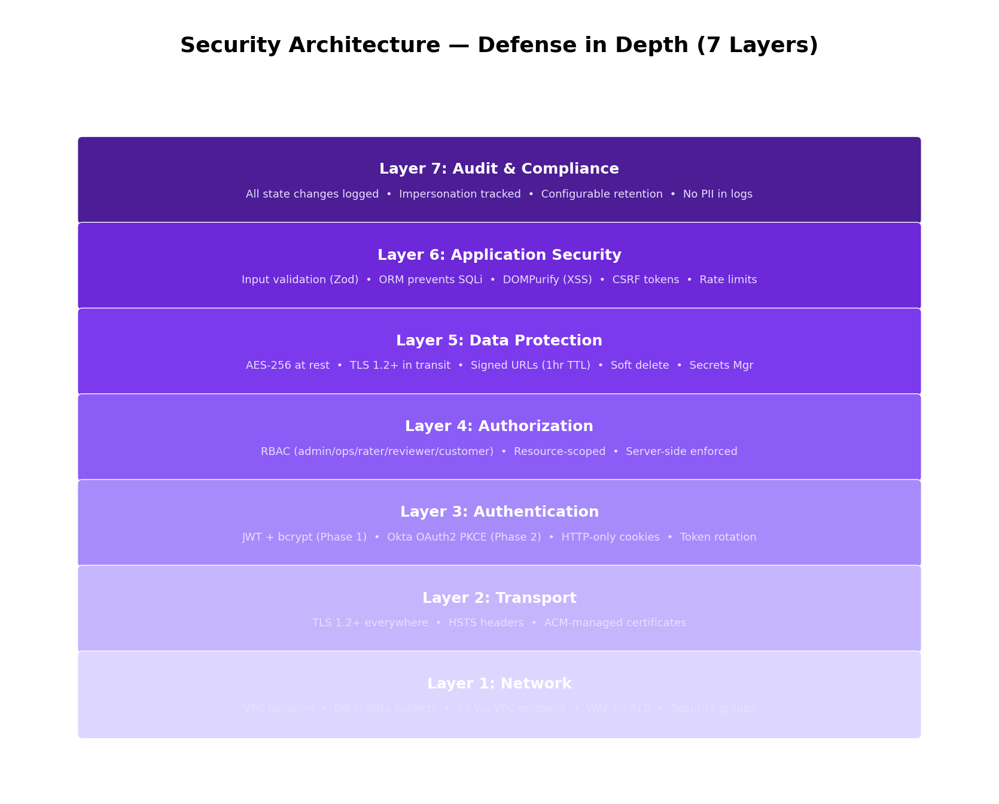 Security Architecture — Defense in Depth (7 Layers)
Layer 7: Audit & Compliance
All state changes logged • Impersonation tracked • Configurable retention • No PII in logs
Layer 6: Application Security
Input validation (Zod) • ORM prevents SQLi • DOMPurify (XSS) • CSRF tokens • Rate limits
Layer 5: Data Protection
AES-256 at rest • TLS 1.2+ in transit • Signed URLs (1hr TTL) • Soft delete • Secrets Mgr
Layer 4: Authorization
RBAC (admin/ops/rater/reviewer/customer) • Resource-scoped • Server-side enforced
Layer 3: Authentication
JWT + bcrypt (Phase 1) • Okta OAuth2 PKCE (Phase 2) • HTTP-only cookies • Token rotation
Layer 2: Transport
TLS 1.2+ everywhere • HSTS headers • ACM-managed certificates
Layer 1: Network
VPC isolation • DB in data subnets • S3 via VPC endpoint • WAF on ALB • Security groups